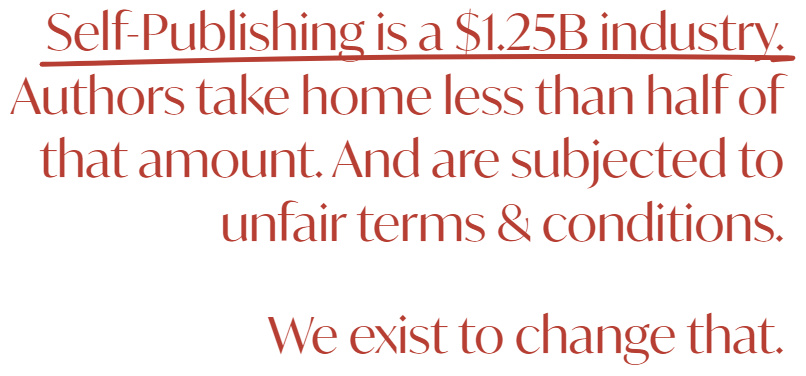 Self-Publishing is a $1.25B industry.
Authors take home less than half of
that amount. And are subjected to
unfair terms & conditions.
We exist to change that.